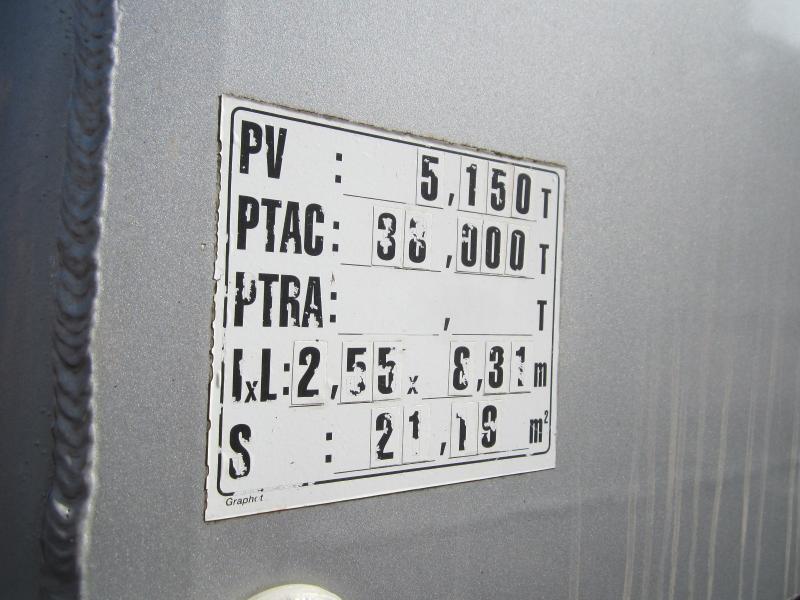 PV : 5,150 T
PTAC: 38,000 T
PTRA: , T
lxL: 2,55 x 8,31 m
S : 21,19 m²